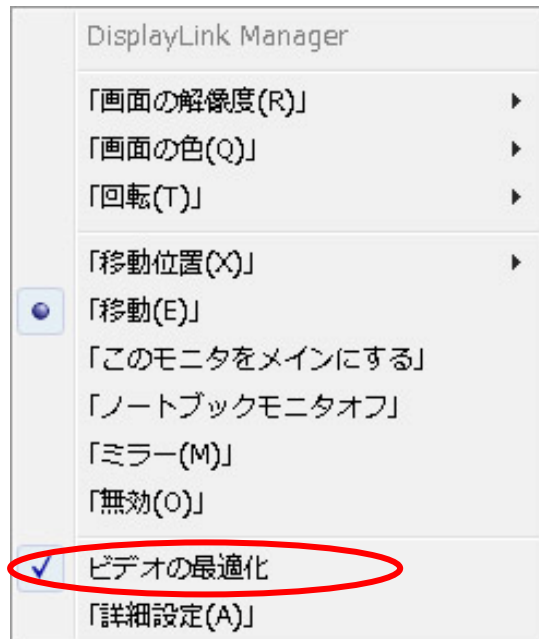 DisplayLink Manager
「画面の解像度(R)」
「画面の色(Q)」
「回転(T)」
「移動位置(X)」
「移動(E)」
「このモニタをメインにする」
「ノートブックモニタオフ」
「ミラー(M)」
「無効(O)」
ビデオの最適化
「詳細設定(A)」